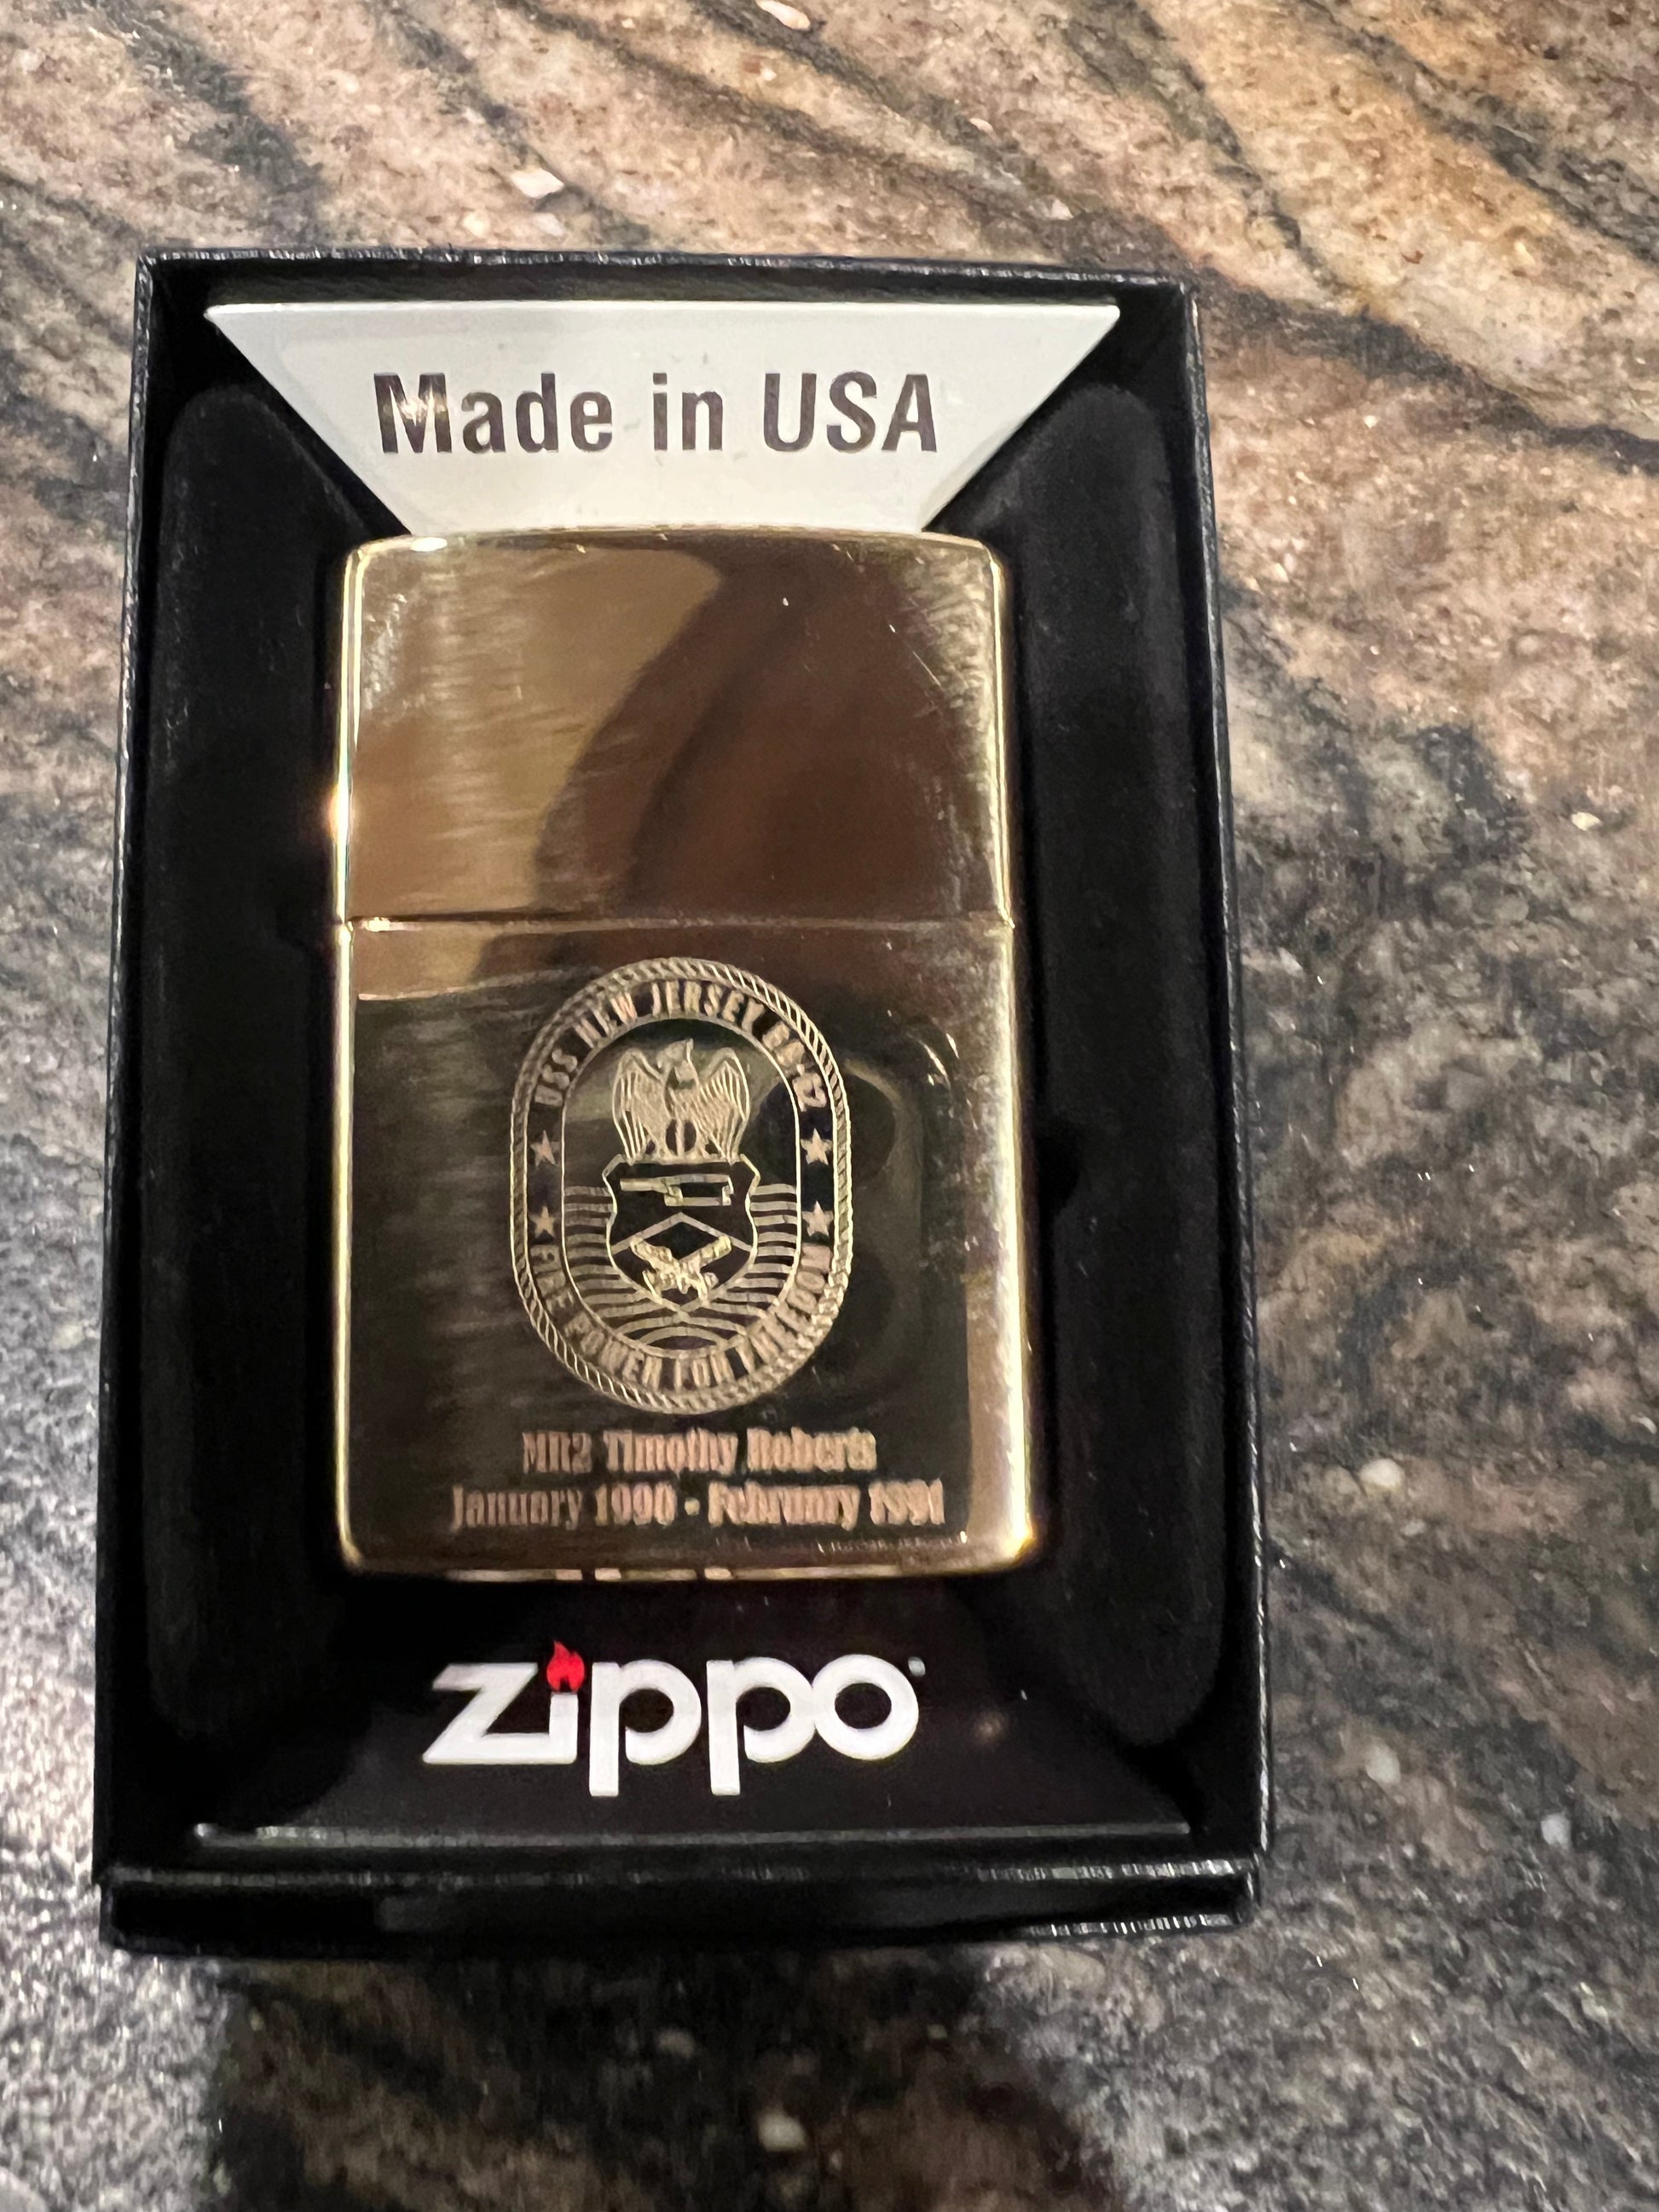 Made in USA
USS NEW JERSEY BB-62
FIRE POWER FOR FREEDOM
MR2 Timothy Roberts
January 1990 - February 1991
zippo